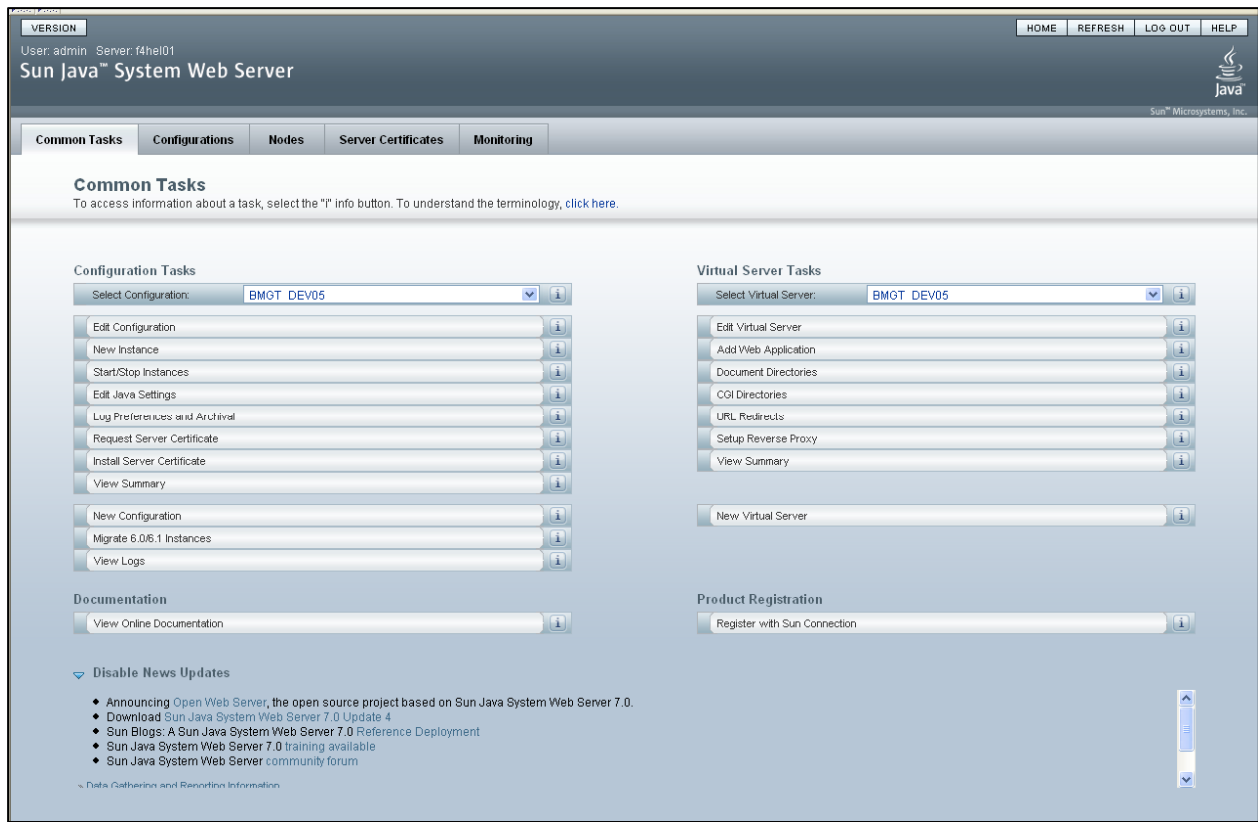 VERSION
HOME REFRESH LOG OUT HELP
User: admin Server: f4hel01
Sun Java™ System Web Server
Java
Sun™ Microsystems, Inc.
Common Tasks Configurations Nodes Server Certificates Monitoring
Common Tasks
To access information about a task, select the "i" info button. To understand the terminology, click here.
Configuration Tasks
Select Configuration: BMGT_DEV05 i
Edit Configuration i
New Instance i
Start/Stop Instances i
Edit Java Settings i
Log Preferences and Archival i
Request Server Certificate i
Install Server Certificate i
View Summary i
New Configuration i
Migrate 6.0/6.1 Instances i
View Logs i
Virtual Server Tasks
Select Virtual Server: BMGT_DEV05 i
Edit Virtual Server i
Add Web Application i
Document Directories i
CGI Directories i
URL Redirects i
Setup Reverse Proxy i
View Summary i
New Virtual Server i
Documentation
View Online Documentation i
Product Registration
Register with Sun Connection i
Disable News Updates
Announcing Open Web Server, the open source project based on Sun Java System Web Server 7.0.
Download Sun Java System Web Server 7.0 Update 4
Sun Blogs: A Sun Java System Web Server 7.0 Reference Deployment
Sun Java System Web Server 7.0 training available
Sun Java System Web Server community forum
» Data Gathering and Reporting Information